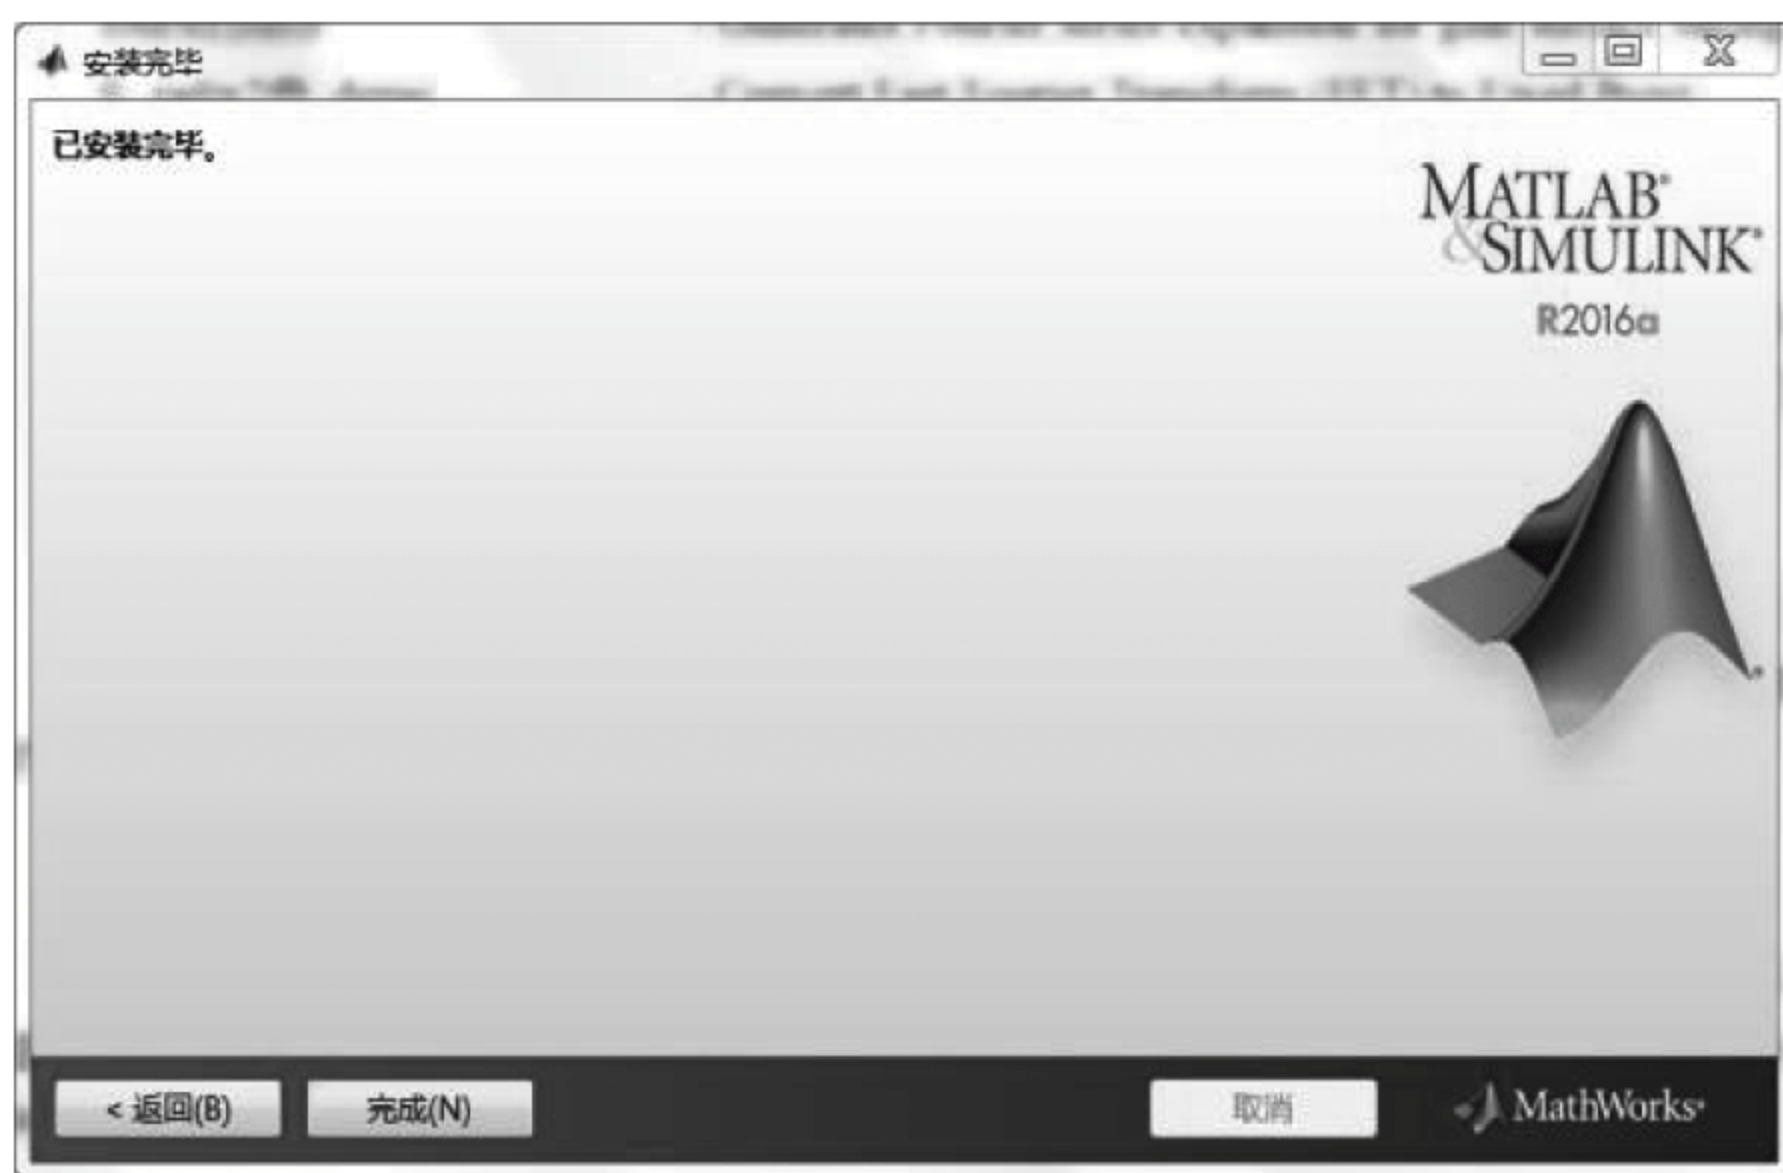 安装完毕
已安装完毕。
MATLAB®
&SIMULINK®
R2016a
< 返回(B)
完成(N)
取消
MathWorks®